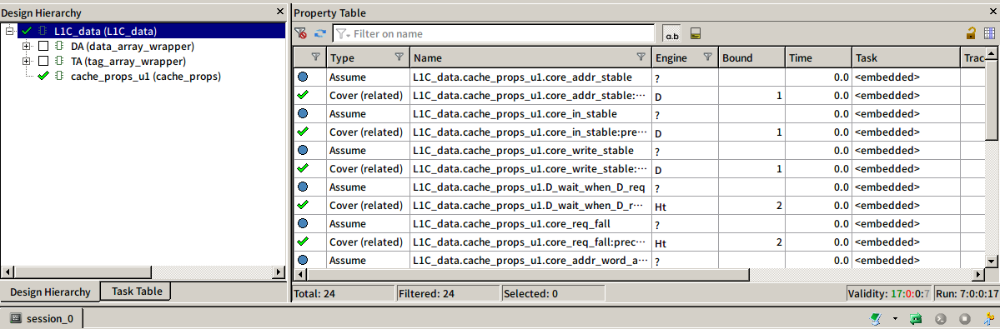 Design Hierarchy
L1C_data (L1C_data)
DA (data_array_wrapper)
TA (tag_array_wrapper)
cache_props_u1 (cache_props)
Design Hierarchy Task Table
Property Table
Filter on name
a.b
Type Name Engine Bound Time Task Trac
Assume L1C_data.cache_props_u1.core_addr_stable ? 0.0 <embedded>
Cover (related) L1C_data.cache_props_u1.core_addr_stable:··· D 1 0.0 <embedded>
Assume L1C_data.cache_props_u1.core_in_stable ? 0.0 <embedded>
Cover (related) L1C_data.cache_props_u1.core_in_stable:pre··· D 1 0.0 <embedded>
Assume L1C_data.cache_props_u1.core_write_stable ? 0.0 <embedded>
Cover (related) L1C_data.cache_props_u1.core_write_stable:··· D 1 0.0 <embedded>
Assume L1C_data.cache_props_u1.D_wait_when_D_req ? 0.0 <embedded>
Cover (related) L1C_data.cache_props_u1.D_wait_when_D_r··· Ht 2 0.0 <embedded>
Assume L1C_data.cache_props_u1.core_req_fall ? 0.0 <embedded>
Cover (related) L1C_data.cache_props_u1.core_req_fall:prec··· Ht 2 0.0 <embedded>
Assume L1C_data.cache_props_u1.core_addr_word_a··· ? 0.0 <embedded>
Total: 24 Filtered: 24 Selected: 0 Validity: 17:0:0:7 Run: 7:0:0:17
session_0